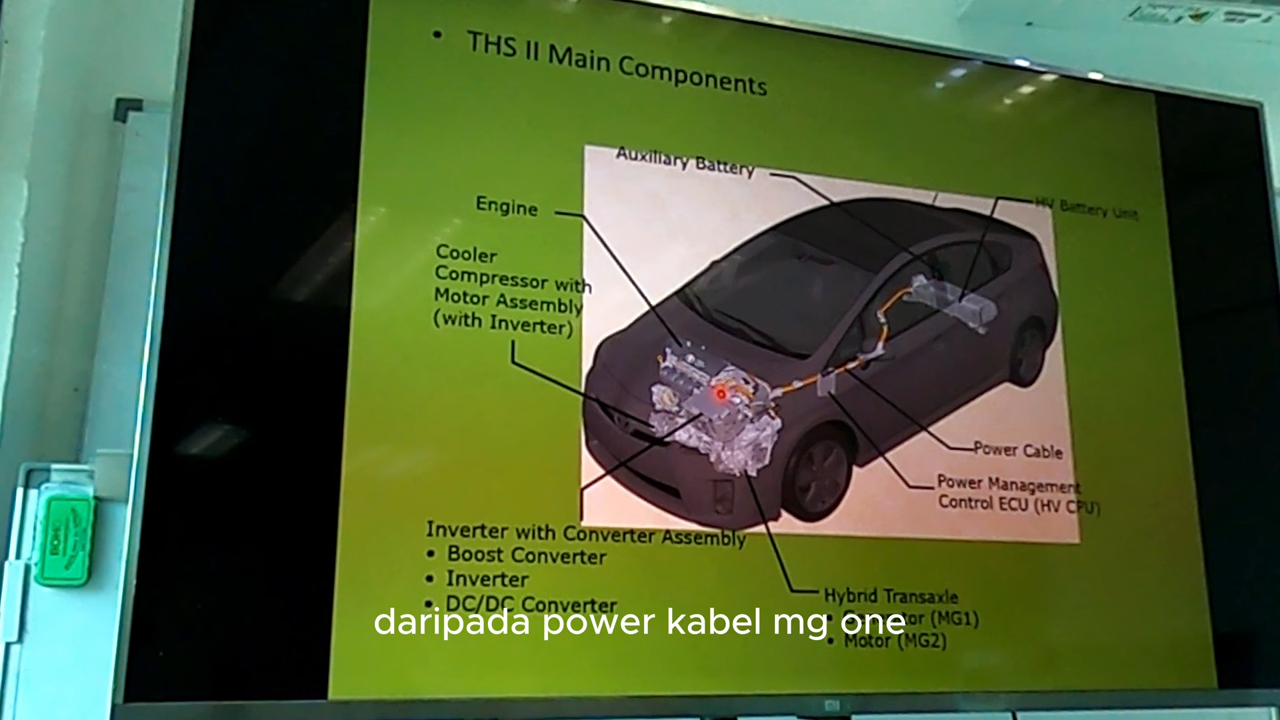 • THS II Main Components
Auxiliary Battery
HV Battery Unit
Engine
Cooler
Compressor with
Motor Assembly
(with Inverter)
Power Cable
Power Management
Control ECU (HV CPU)
Inverter with Converter Assembly
• Boost Converter
• Inverter
• DC/DC Converter
Hybrid Transaxle
• Generator (MG1)
• Motor (MG2)
daripada power kabel mg one